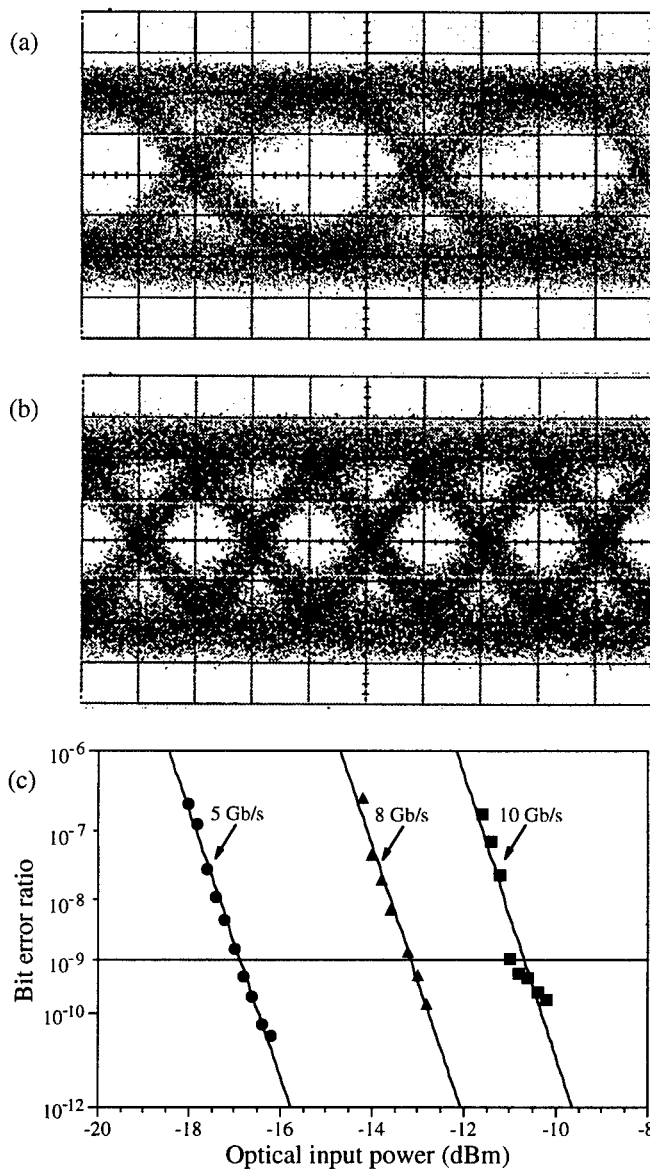 (a)
(b)
(c)
10-6
10-7
10-8
10-9
10-10
10-12
Bit error ratio
5 Gb/s
8 Gb/s
10 Gb/s
-20
-18
-16
-14
-12
-10
-8
Optical input power (dBm)